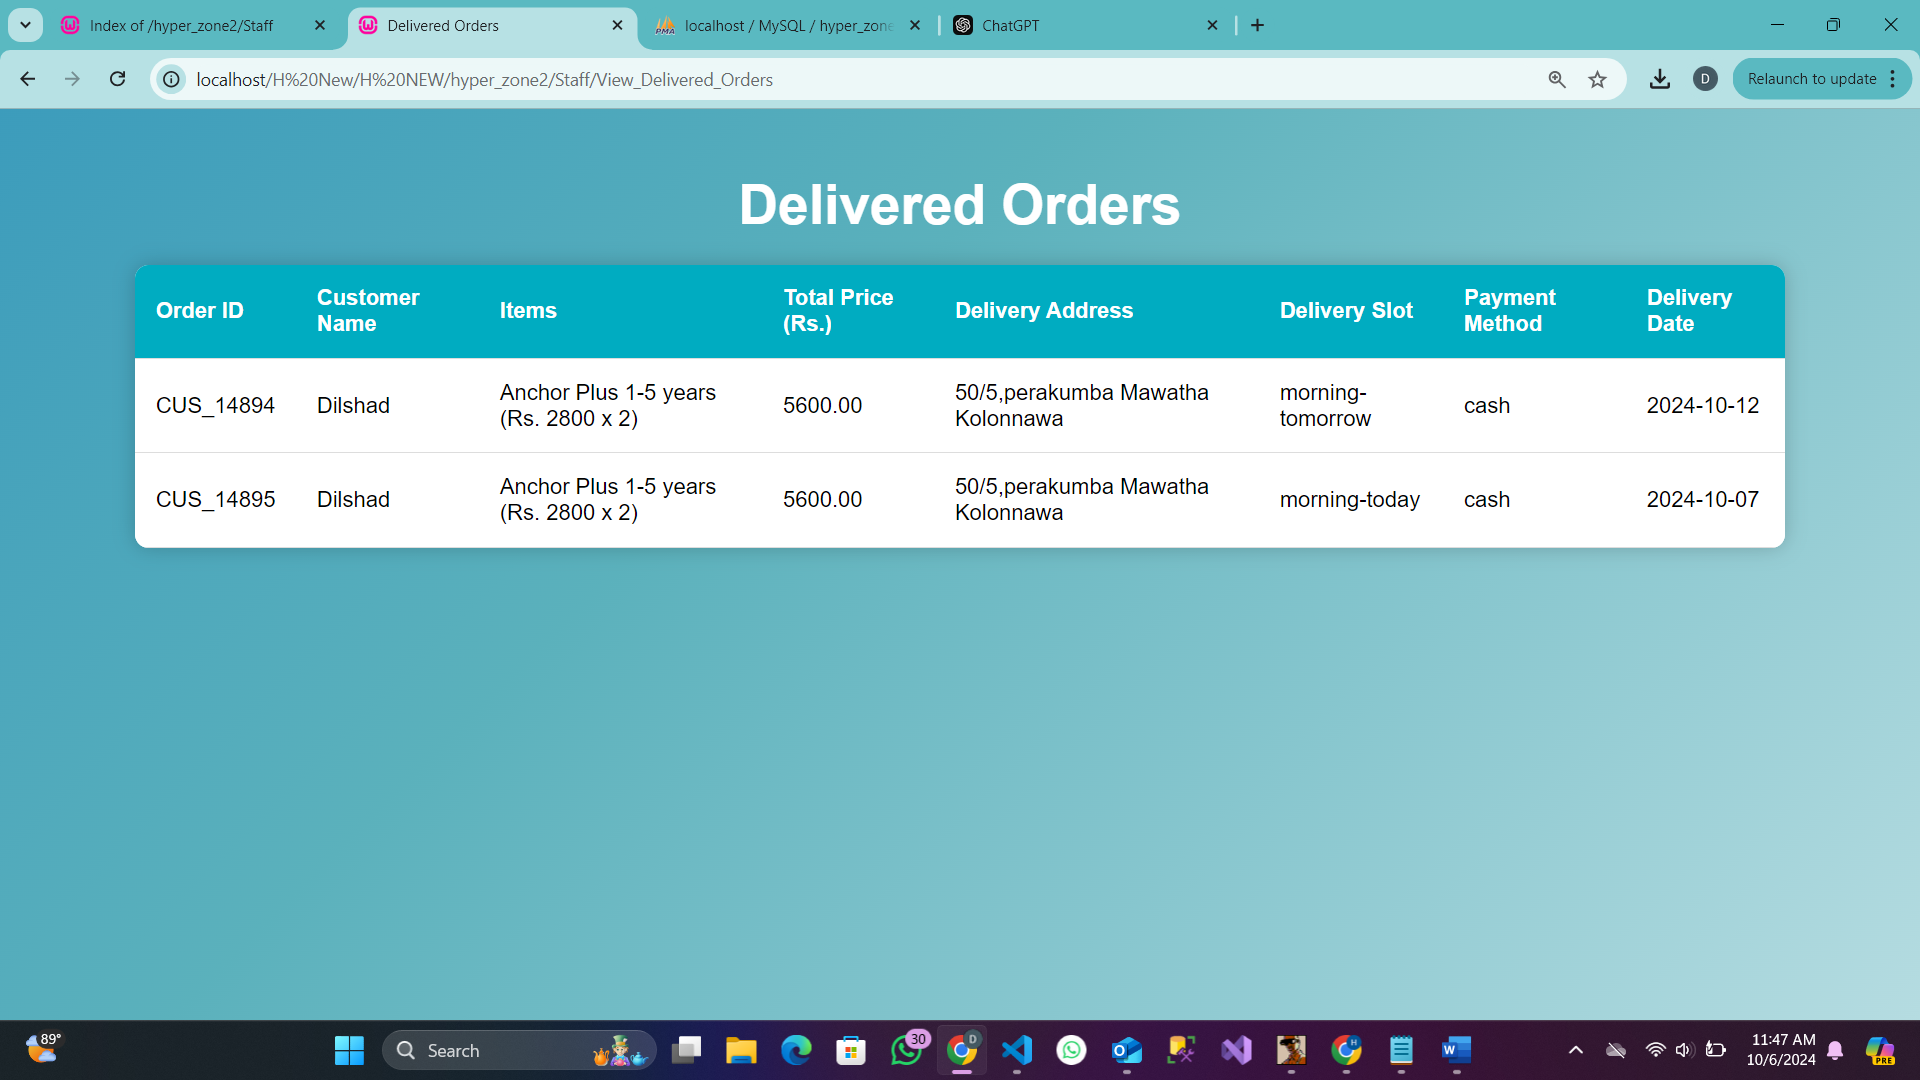 Index of /hyper_zone2/Staff
Delivered Orders
localhost / MySQL / hyper_zone
ChatGPT
localhost/H%20New/H%20NEW/hyper_zone2/Staff/View_Delivered_Orders
D
Relaunch to update
Delivered Orders
Order ID
Customer
Name
Items
Total Price
(Rs.)
Delivery Address
Delivery Slot
Payment
Method
Delivery
Date
CUS_14894
Dilshad
Anchor Plus 1-5 years
(Rs. 2800 x 2)
5600.00
50/5,perakumba Mawatha
Kolonnawa
morning-
tomorrow
cash
2024-10-12
CUS_14895
Dilshad
Anchor Plus 1-5 years
(Rs. 2800 x 2)
5600.00
50/5,perakumba Mawatha
Kolonnawa
morning-today
cash
2024-10-07
89°
Search
30
D
H
11:47 AM
10/6/2024
PRE